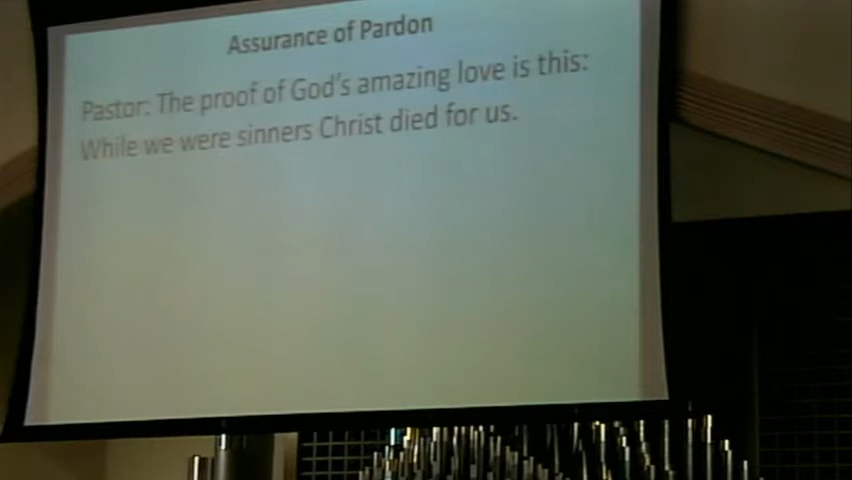 Assurance of Pardon
Pastor: The proof of God's amazing love is this:
While we were sinners Christ died for us.